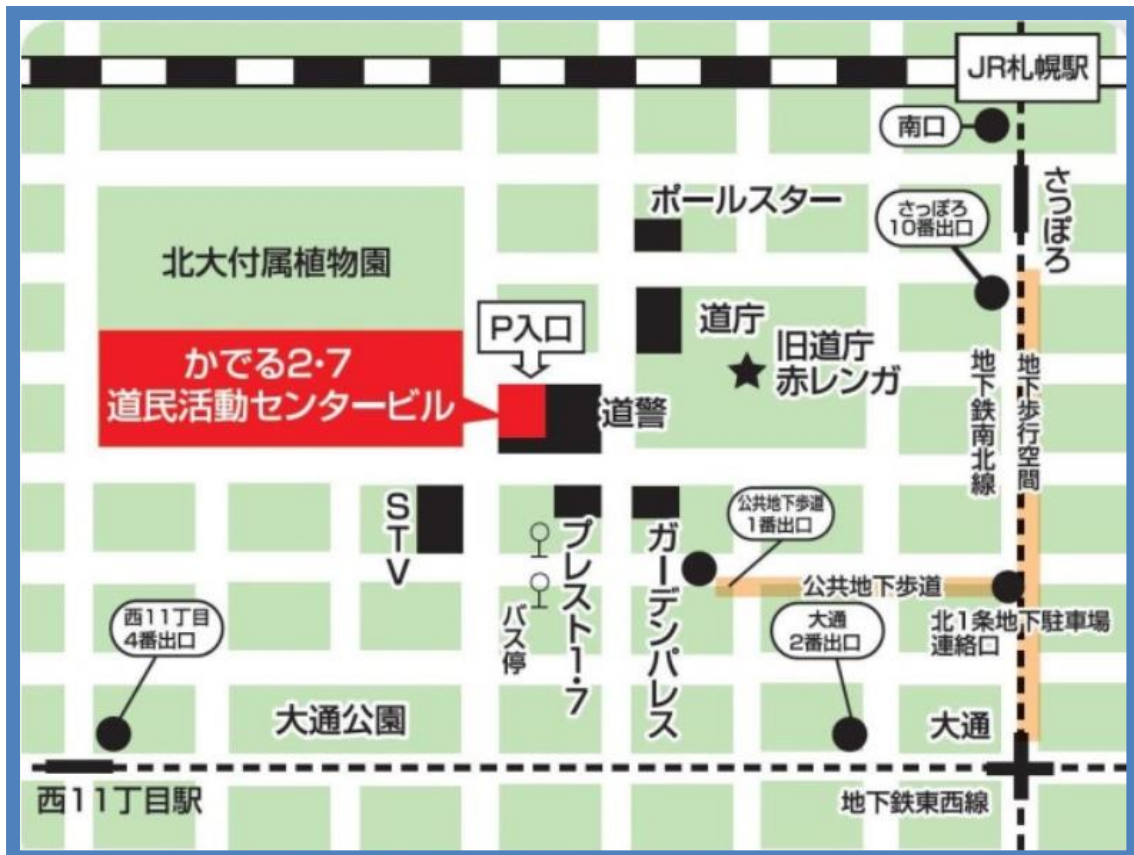 JR札幌駅
南口
さっぽろ
ポールスター
さっぽろ
10番出口
北大付属植物園
P入口
道庁
旧道庁
赤レンガ
かでる2・7
道民活動センタービル
道警
地下鉄南北線
地下歩行空間
STV
プレスト1・7
ガーデンパレス
公共地下歩道
1番出口
公共地下歩道
バス停
西11丁目
4番出口
大通
2番出口
北1条地下駐車場
連絡口
大通公園
大通
西11丁目駅
地下鉄東西線